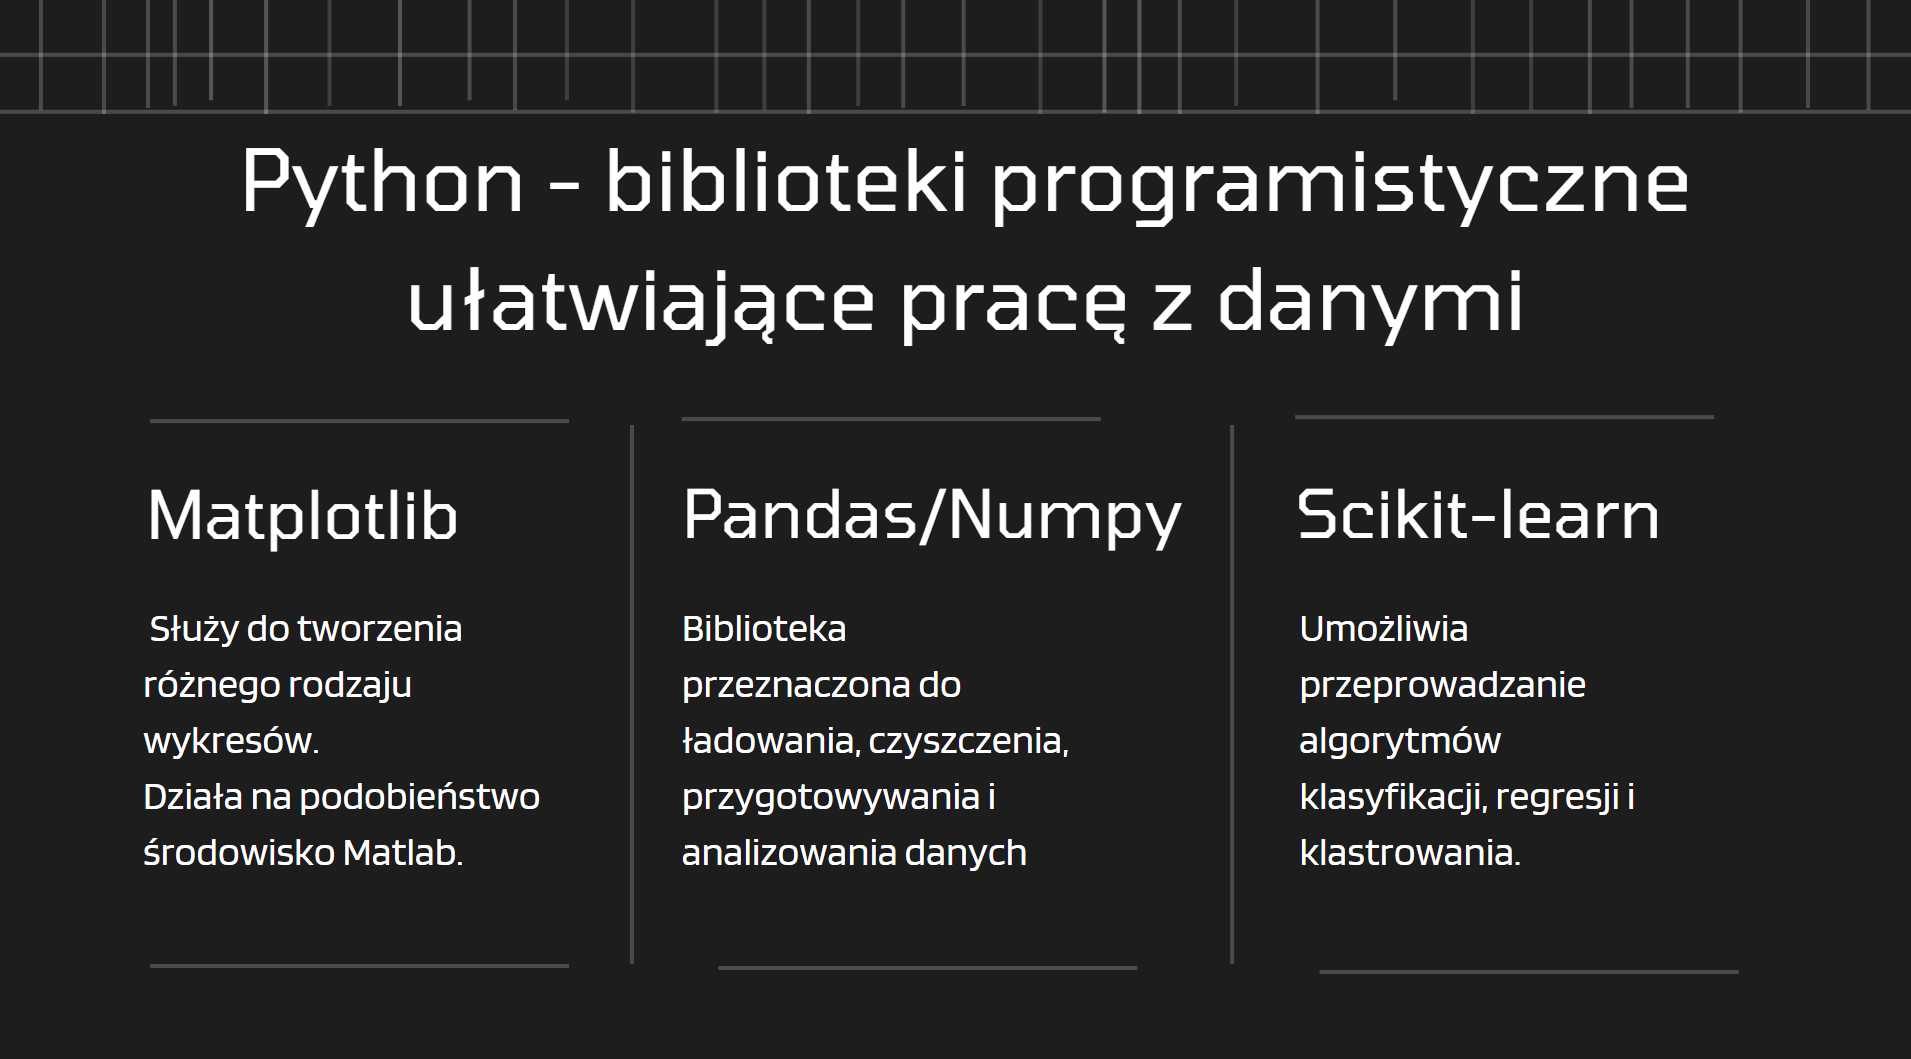 Python - biblioteki programistyczne
ułatwiające pracę z danymi
Matplotlib
Służy do tworzenia
różnego rodzaju
wykresów.
Działa na podobieństwo
środowisko Matlab.
Pandas/Numpy
Biblioteka
przeznaczona do
ładowania, czyszczenia,
przygotowywania i
analizowania danych
Scikit-learn
Umożliwia
przeprowadzanie
algorytmów
klasyfikacji, regresji i
klastrowania.